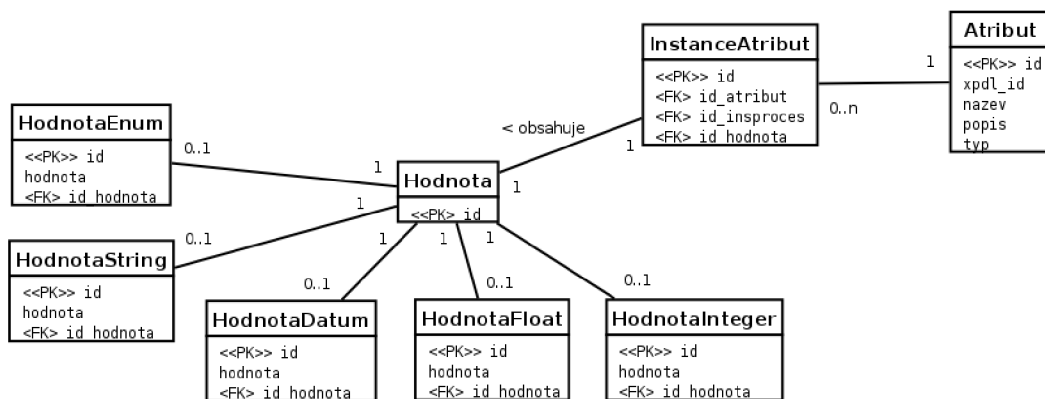 Atribut
<<PK>> id
xpdl_id
nazev
popis
typ
1
InstanceAtribut
<<PK>> id
<FK> id_atribut
<FK> id_insproces
<FK> id_hodnota
0..n
< obsahuje
1
1
HodnotaEnum
<<PK>> id
hodnota
<FK> id_hodnota
0..1
1
Hodnota
<<PK> id
1
0..1
HodnotaString
<<PK>> id
hodnota
<FK> id_hodnota
1
1
1
0..1
0..1
0..1
HodnotaDatum
<<PK>> id
hodnota
<FK> id_hodnota
HodnotaFloat
<<PK>> id
hodnota
<FK> id_hodnota
HodnotaInteger
<<PK>> id
hodnota
<FK> id_hodnota